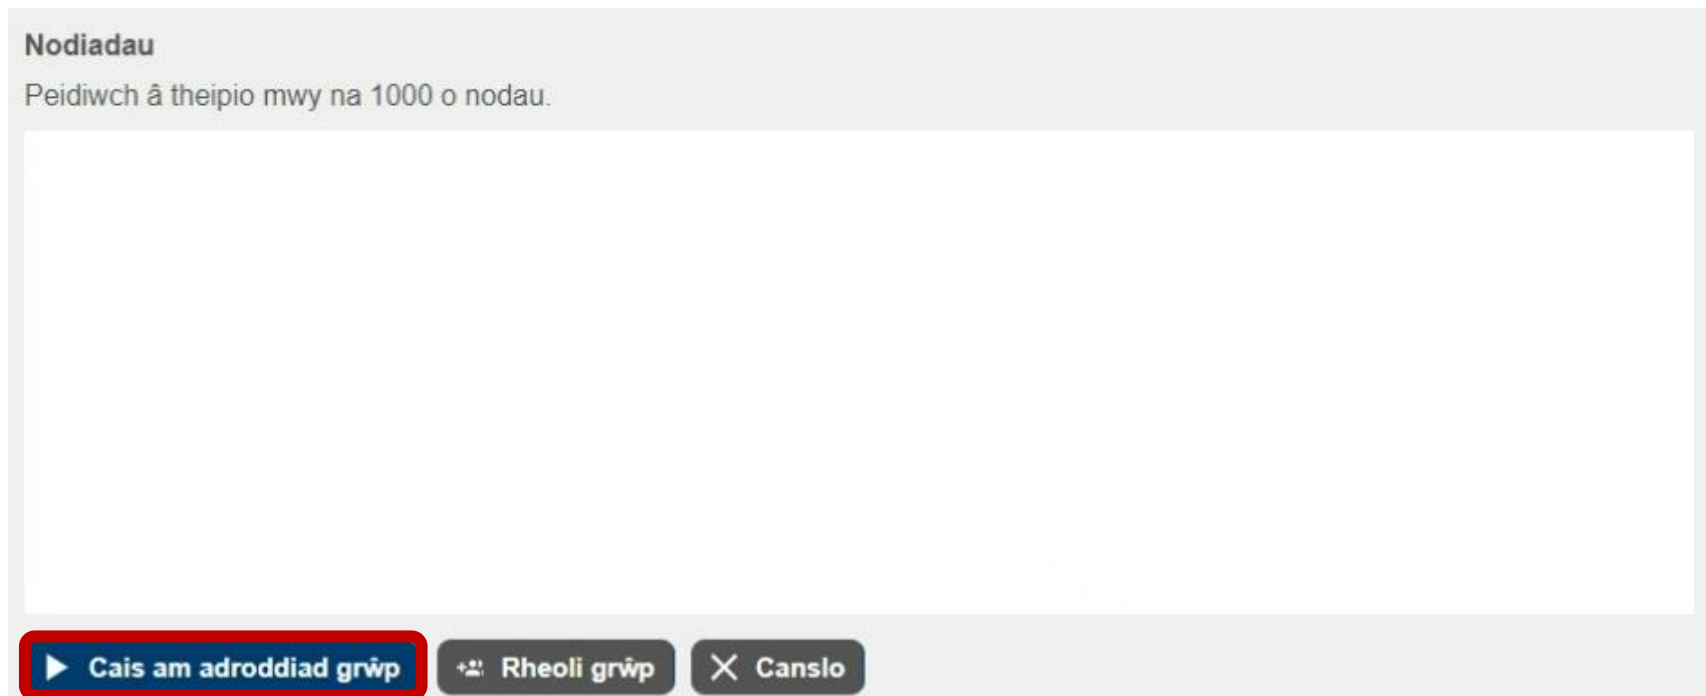 Nodiadau
Peidiwch â theipio mwy na 1000 o nodau.
Cais am adroddiad grŵp Rheoli grŵp Canslo